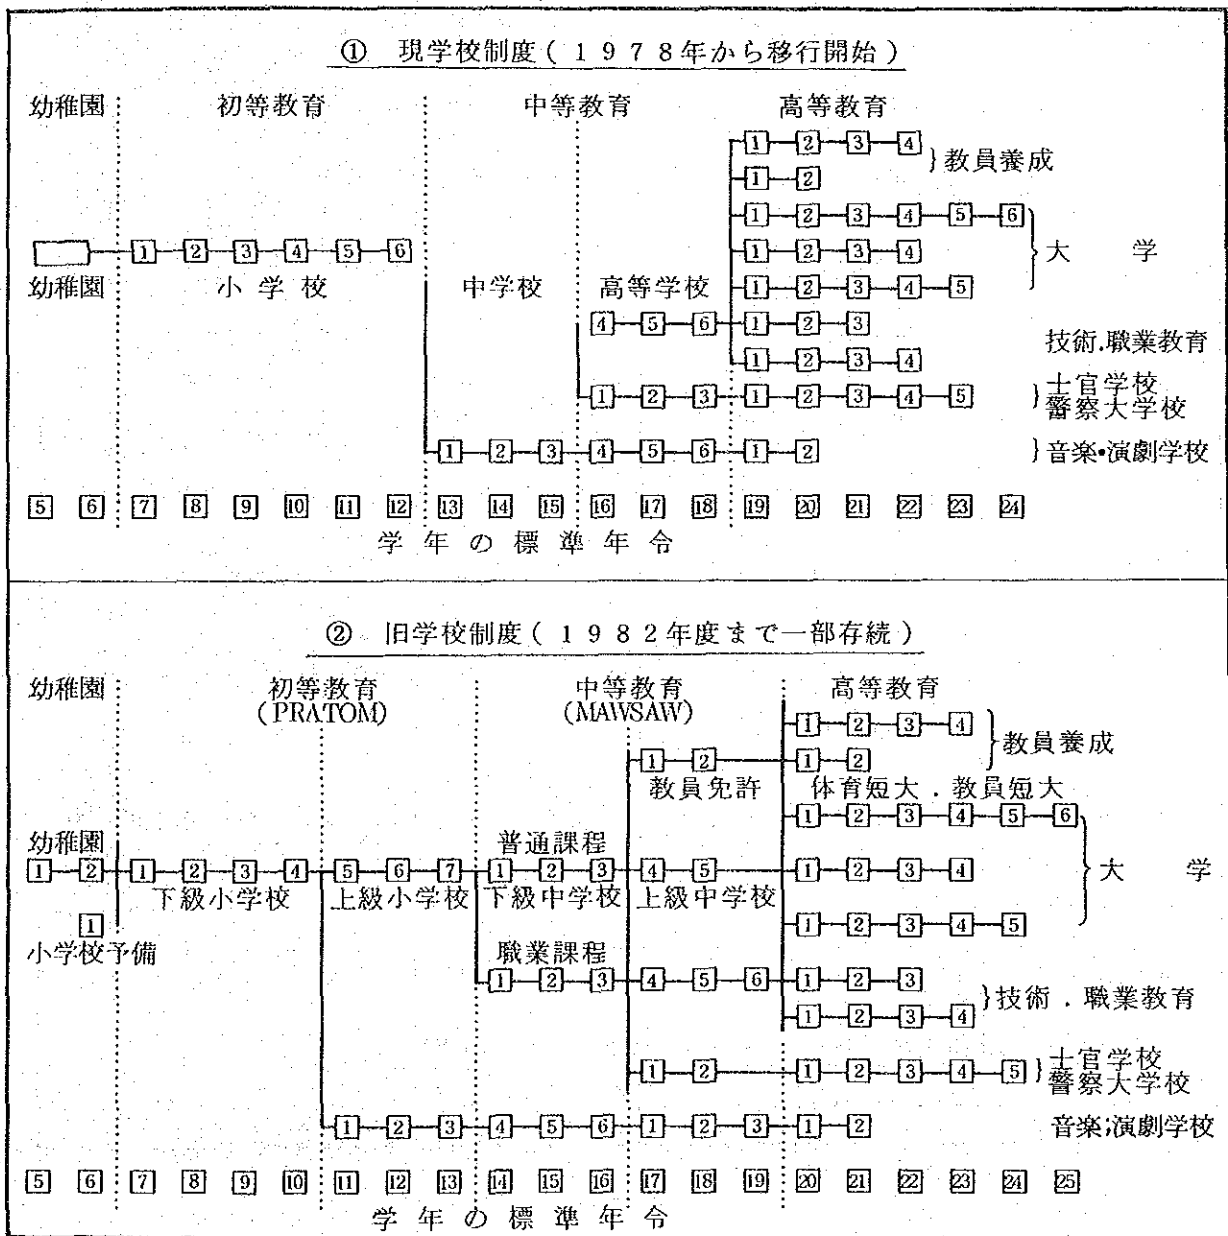 ① 現学校制度(1978年から移行開始)
幼稚園 初等教育 中等教育 高等教育
1 2 3 4
}教員養成
1 2
1 2 3 4 5 6
1 2 3 4 5 6 1 2 3 4 大学
幼稚園 小学校 中学校 高等学校 1 2 3 4 5
4 5 6 1 2 3
技術.職業教育
1 2 3 4
1 2 3 1 2 3 4 5 }士官学校
警察大学校
1 2 3 4 5 6 1 2 }音楽・演劇学校
5 6 7 8 9 10 11 12 13 14 15 16 17 18 19 20 21 22 23 24
学年の標準年令
② 旧学校制度(1982年度まで一部存続)
幼稚園 初等教育 中等教育 高等教育
(PRATOM) (MAWSAW)
1 2 3 4
}教員養成
1 2 1 2
教員免許 体育短大.教員短大
1 2 3 4 5 6
幼稚園 普通課程
1 2 1 2 3 4 5 6 7 1 2 3 4 5 1 2 3 4 大学
下級小学校 上級小学校 下級中学校 上級中学校
1 1 2 3 4 5
小学校予備 職業課程
1 2 3 4 5 6 1 2 3
}技術.職業教育
1 2 3 4
1 2 1 2 3 4 5 }士官学校
警察大学校
1 2 3 4 5 6 1 2 3 1 2 音楽;演劇学校
5 6 7 8 9 10 11 12 13 14 15 16 17 18 19 20 21 22 23 24 25
学年の標準年令